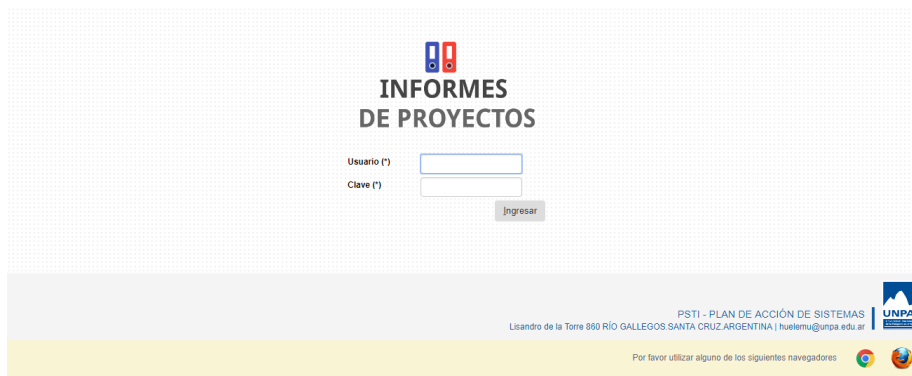 INFORMES
DE PROYECTOS
Usuario (*)
Clave (*)
Ingresar
PSTI - PLAN DE ACCIÓN DE SISTEMAS
Lisandro de la Torre 860 RÍO GALLEGOS.SANTA CRUZ.ARGENTINA | huelemu@unpa.edu.ar
UNPA
Por favor utilizar alguno de los siguientes navegadores